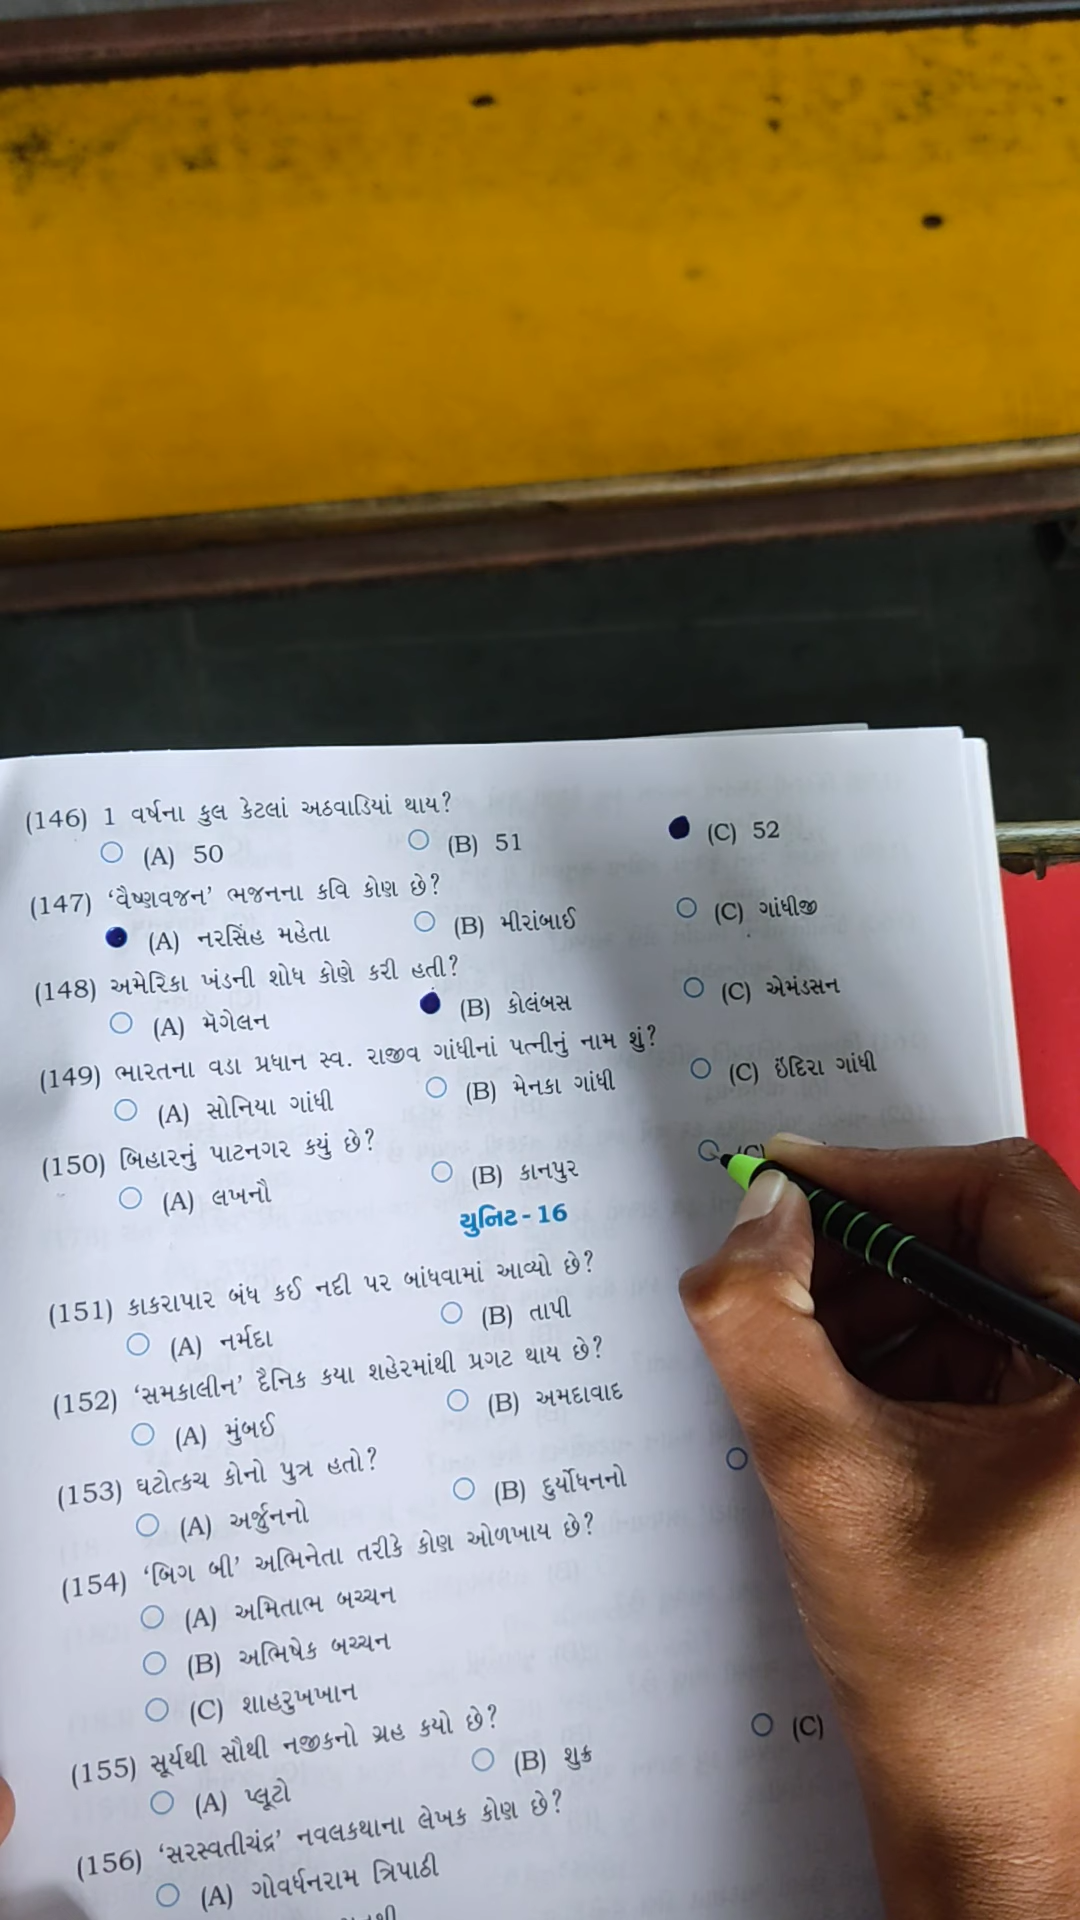 (146) 1 વર્ષના કુલ કેટલાં અઠવાડિયાં થાય?
(A) 50 (B) 51 (C) 52
(147) ‘વૈષ્ણવજન’ ભજનના કવિ કોણ છે?
(A) નરસિંહ મહેતા (B) મીરાંબાઈ (C) ગાંધીજી
(148) અમેરિકા ખંડની શોધ કોણે કરી હતી?
(A) મૅગેલન (B) કોલંબસ (C) એમંડસન
(149) ભારતના વડા પ્રધાન સ્વ. રાજીવ ગાંધીનાં પત્નીનું નામ શું?
(A) સોનિયા ગાંધી (B) મેનકા ગાંધી (C) ઈંદિરા ગાંધી
(150) બિહારનું પાટનગર કયું છે?
(A) લખનૌ (B) કાનપુર (C)
યુનિટ - 16
(151) કાકરાપાર બંધ કઈ નદી પર બાંધવામાં આવ્યો છે?
(A) નર્મદા (B) તાપી
(152) ‘સમકાલીન’ દૈનિક કયા શહેરમાંથી પ્રગટ થાય છે?
(A) મુંબઈ (B) અમદાવાદ
(153) ઘટોત્કચ કોનો પુત્ર હતો?
(A) અર્જુનનો (B) દુર્યોધનનો
(154) ‘બિગ બી’ અભિનેતા તરીકે કોણ ઓળખાય છે?
(A) અમિતાભ બચ્ચન
(B) અભિષેક બચ્ચન
(C) શાહરુખખાન
(155) સૂર્યથી સૌથી નજીકનો ગ્રહ કયો છે?
(A) પ્લૂટો (B) શુક્ર (C)
(156) ‘સરસ્વતીચંદ્ર’ નવલકથાના લેખક કોણ છે?
(A) ગોવર્ધનરામ ત્રિપાઠી